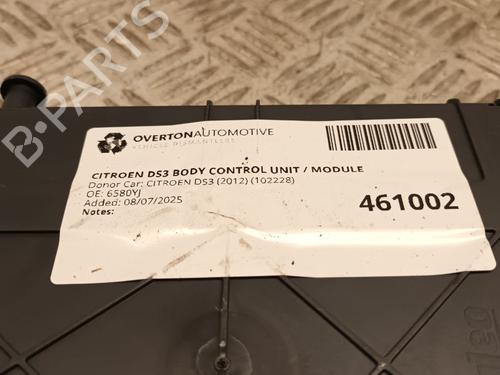 B-PARTS
OVERTONAUTOMOTIVE
VEHICLE DISMANTLERS
CITROEN DS3 BODY CONTROL UNIT / MODULE
Donor Car: CITROEN DS3 (2012) (102228)
OE: 6580YJ
Added: 08/07/2025
Notes:
461002